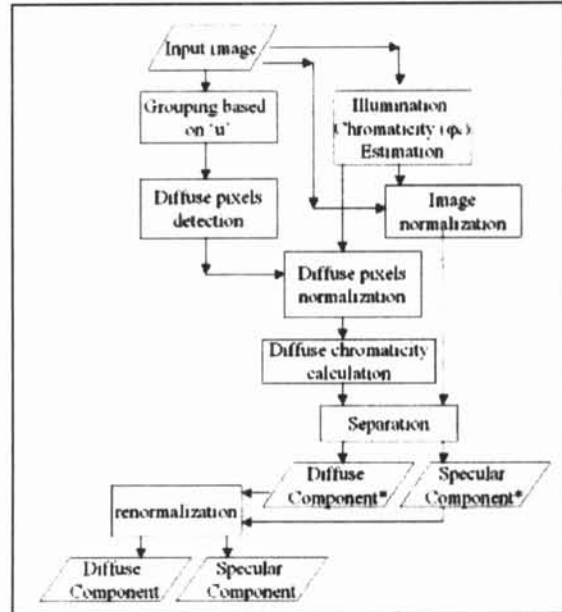 Input image
Grouping based
on 'u'
Illumination
Chromaticity (φc)
Estimation
Diffuse pixels
detection
Image
normalization
Diffuse pixels
normalization
Diffuse chromaticity
calculation
Separation
Diffuse
Component*
Specular
Component*
renormalization
Diffuse
Component
Specular
Component